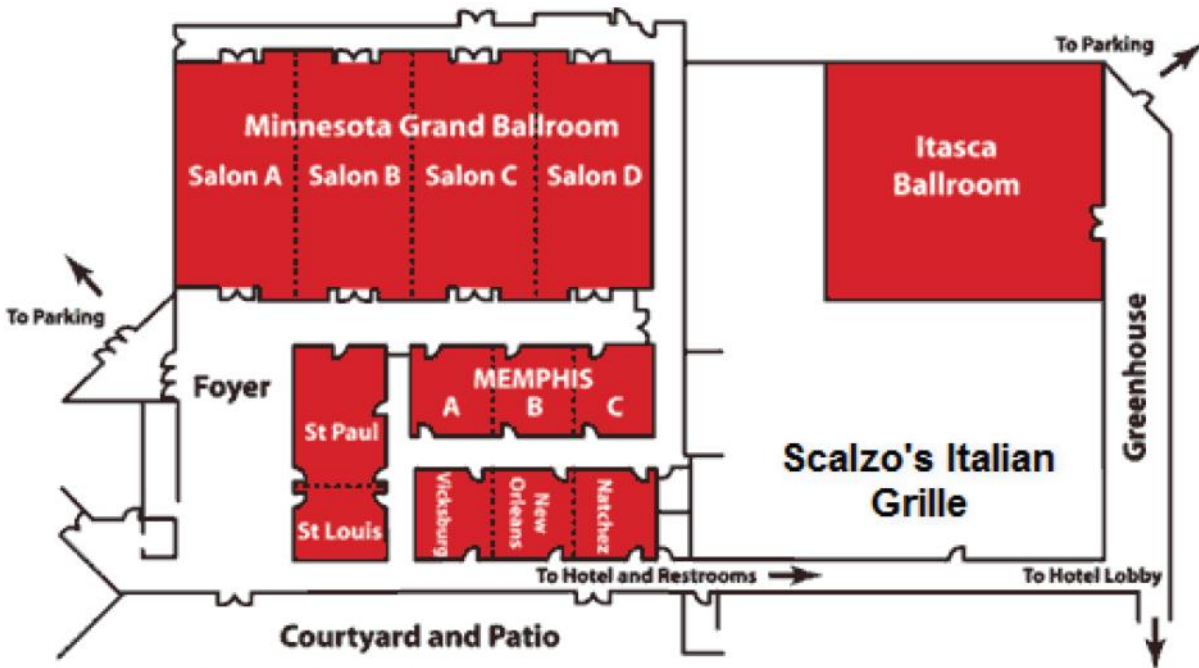 To Parking
Minnesota Grand Ballroom
Salon A
Salon B
Salon C
Salon D
Itasca
Ballroom
To Parking
Foyer
MEMPHIS
A
B
C
St Paul
St Louis
Vicksburg
New
Orleans
Natchez
Scalzo's Italian
Grille
Greenhouse
To Hotel and Restrooms
To Hotel Lobby
Courtyard and Patio